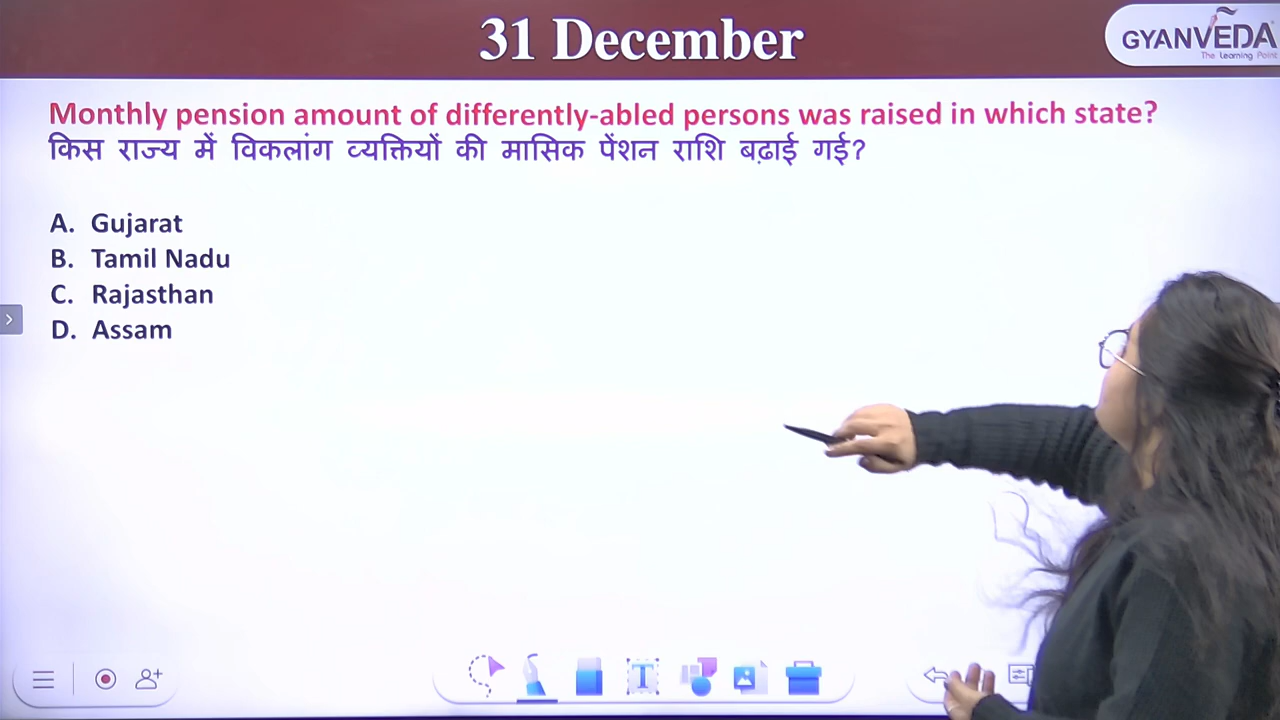 31 December
GYANVEDA
The Learning Point
Monthly pension amount of differently-abled persons was raised in which state?
किस राज्य में विकलांग व्यक्तियों की मासिक पेंशन राशि बढ़ाई गई?
A. Gujarat
B. Tamil Nadu
C. Rajasthan
D. Assam
T